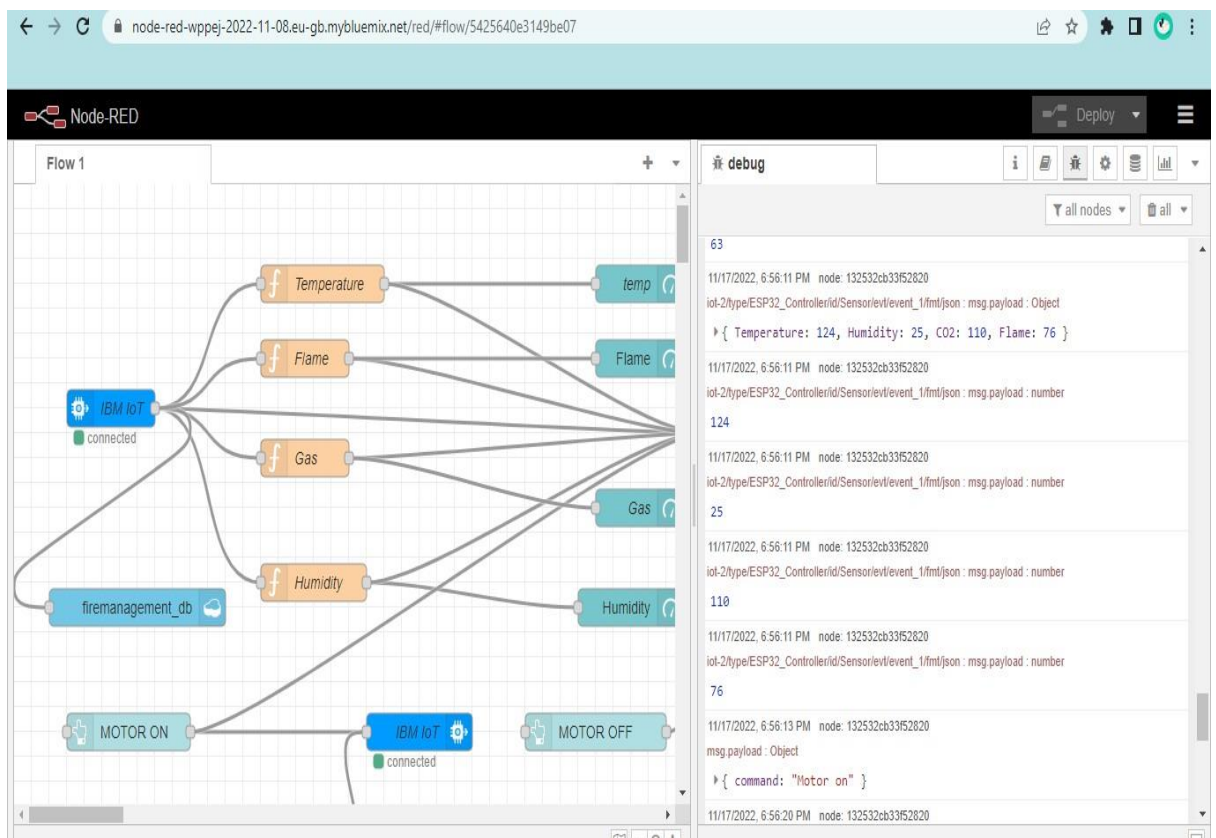 node-red-wppej-2022-11-08.eu-gb.mybluemix.net/red/#flow/5425640e3149be07
Node-RED
Deploy
Flow 1
debug
i
all nodes
all
Temperature
temp
Flame
Flame
IBM IoT
connected
Gas
Gas
Humidity
Humidity
firemanagement_db
MOTOR ON
IBM IoT
connected
MOTOR OFF
63
11/17/2022, 6:56:11 PM node: 132532cb33f52820
iot-2/type/ESP32_Controller/id/Sensor/evt/event_1/fmt/json : msg.payload : Object
{ Temperature: 124, Humidity: 25, CO2: 110, Flame: 76 }
11/17/2022, 6:56:11 PM node: 132532cb33f52820
iot-2/type/ESP32_Controller/id/Sensor/evt/event_1/fmt/json : msg.payload : number
124
11/17/2022, 6:56:11 PM node: 132532cb33f52820
iot-2/type/ESP32_Controller/id/Sensor/evt/event_1/fmt/json : msg.payload : number
25
11/17/2022, 6:56:11 PM node: 132532cb33f52820
iot-2/type/ESP32_Controller/id/Sensor/evt/event_1/fmt/json : msg.payload : number
110
11/17/2022, 6:56:11 PM node: 132532cb33f52820
iot-2/type/ESP32_Controller/id/Sensor/evt/event_1/fmt/json : msg.payload : number
76
11/17/2022, 6:56:13 PM node: 132532cb33f52820
msg.payload : Object
{ command: "Motor on" }
11/17/2022, 6:56:20 PM node: 132532cb33f52820